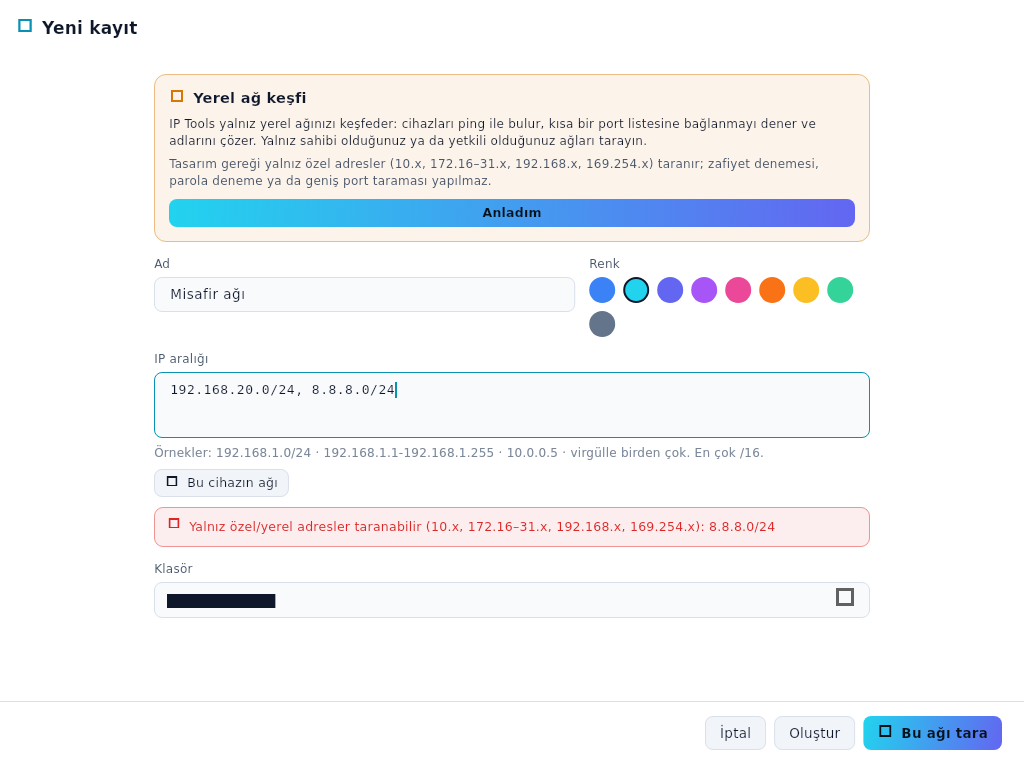 Yeni kayıt
Yerel ağ keşfi
IP Tools yalnız yerel ağınızı keşfeder: cihazları ping ile bulur, kısa bir port listesine bağlanmayı dener ve
adlarını çözer. Yalnız sahibi olduğunuz ya da yetkili olduğunuz ağları tarayın.
Tasarım gereği yalnız özel adresler (10.x, 172.16–31.x, 192.168.x, 169.254.x) taranır; zafiyet denemesi,
parola deneme ya da geniş port taraması yapılmaz.
Anladım
Ad
Renk
Misafir ağı
IP aralığı
192.168.20.0/24, 8.8.8.0/24
Örnekler: 192.168.1.0/24 · 192.168.1.1-192.168.1.255 · 10.0.0.5 · virgülle birden çok. En çok /16.
Bu cihazın ağı
Yalnız özel/yerel adresler taranabilir (10.x, 172.16–31.x, 192.168.x, 169.254.x): 8.8.8.0/24
Klasör
İptal
Oluştur
Bu ağı tara